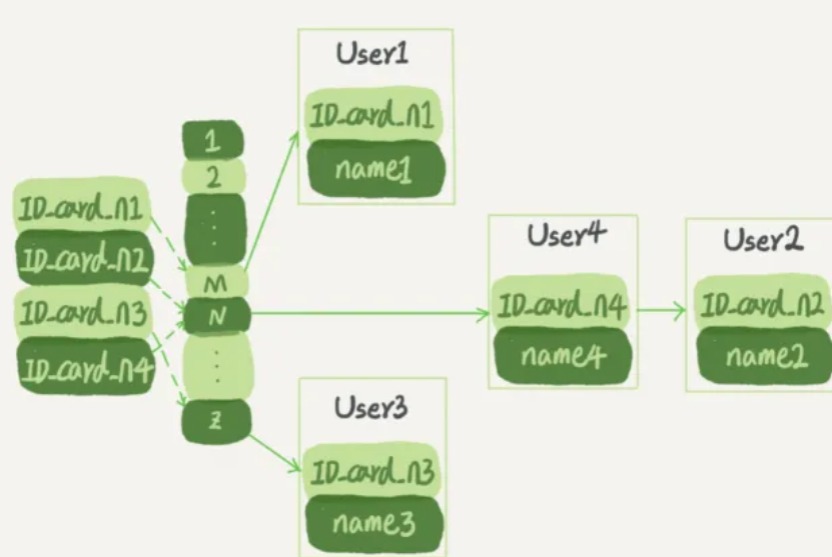 ID_card_n1
ID_card_n2
ID_card_n3
ID_card_n4
1
2
M
N
Z
User1
ID_card_n1
name1
User4
ID_card_n4
name4
User2
ID_card_n2
name2
User3
ID_card_n3
name3